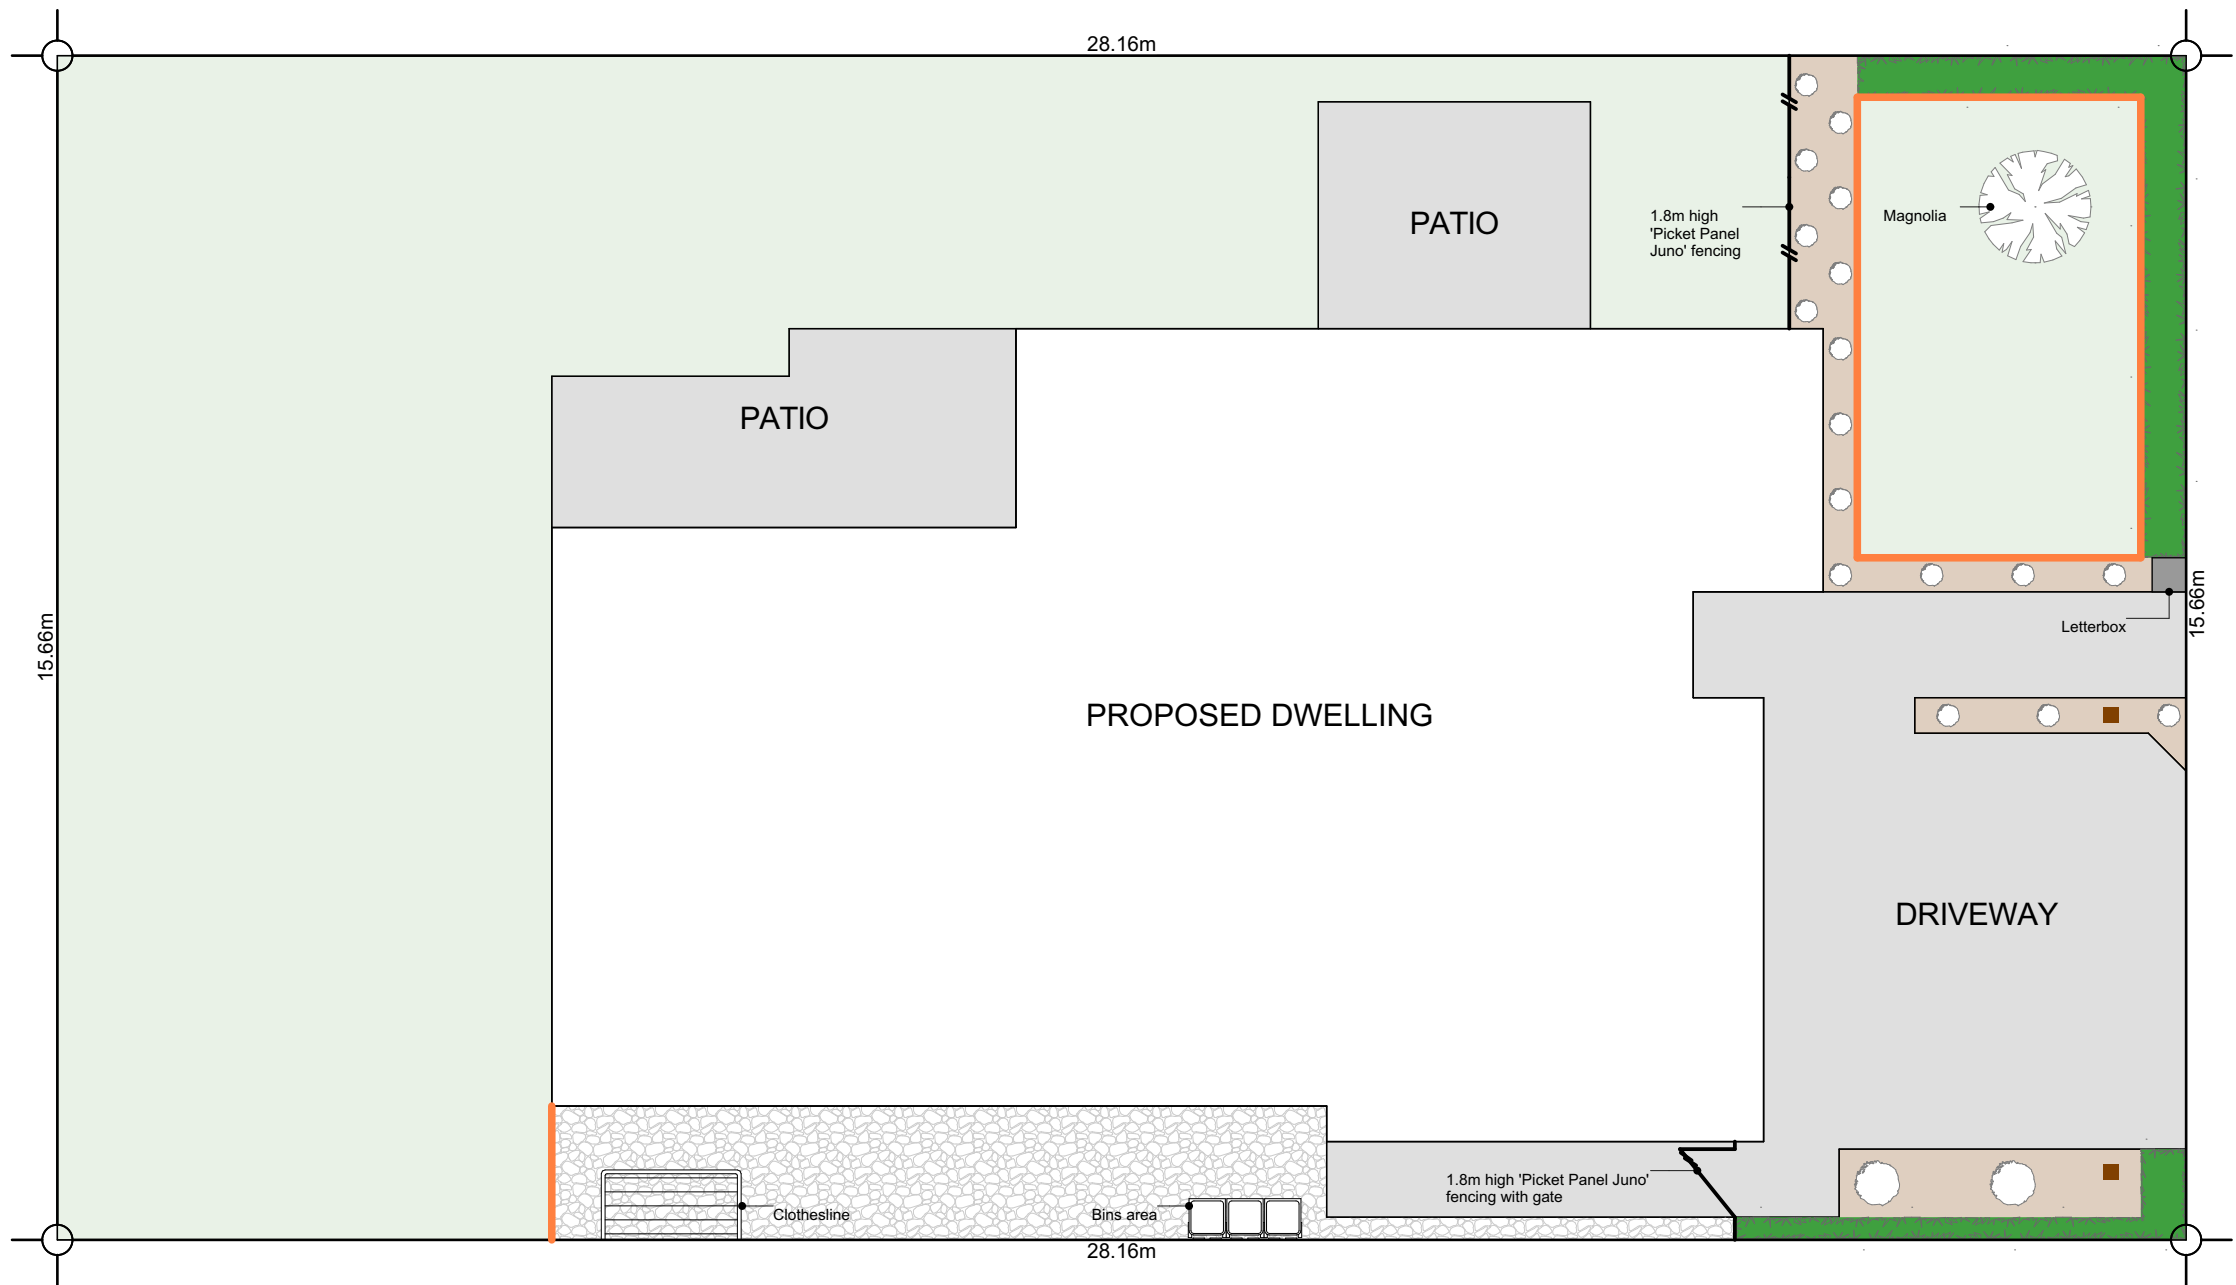 28.16m
PATIO
1.8m high
'Picket Panel
Juno' fencing
Magnolia
PATIO
15.66m
15.66m
Letterbox
PROPOSED DWELLING
DRIVEWAY
1.8m high 'Picket Panel Juno'
fencing with gate
Clothesline
Bins area
28.16m